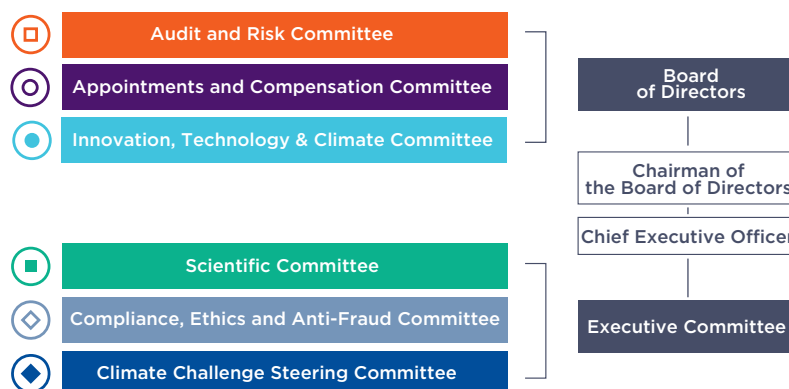 Audit and Risk Committee
Appointments and Compensation Committee
Innovation, Technology & Climate Committee
Board
of Directors
Chairman of
the Board of Directors
Chief Executive Officer
Scientific Committee
Compliance, Ethics and Anti-Fraud Committee
Climate Challenge Steering Committee
Executive Committee